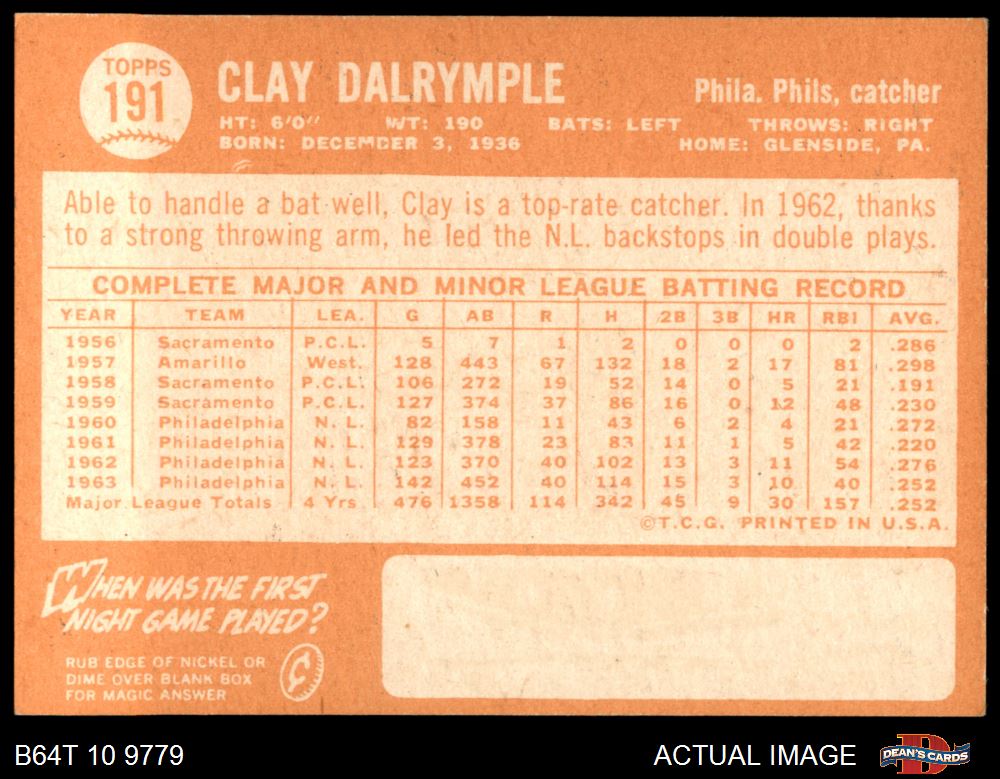 TOPPS
191
CLAY DALRYMPLE
Phila. Phils, catcher
HT: 6'0" WT: 190 BATS: LEFT THROWS: RIGHT
BORN: DECEMBER 3, 1936 HOME: GLENSIDE, PA.
Able to handle a bat well, Clay is a top-rate catcher. In 1962, thanks
to a strong throwing arm, he led the N.L. backstops in double plays.
COMPLETE MAJOR AND MINOR LEAGUE BATTING RECORD
YEAR TEAM LEA. G AB R H 2B 3B HR RBI AVG.
1956 Sacramento P.C.L. 5 7 1 2 0 0 0 2 .286
1957 Amarillo West. 128 443 67 132 18 2 17 81 .298
1958 Sacramento P.C.L. 106 272 19 52 14 0 5 21 .191
1959 Sacramento P.C.L. 127 374 37 86 16 0 12 48 .230
1960 Philadelphia N. L. 82 158 11 43 6 2 4 21 .272
1961 Philadelphia N. L. 129 378 23 83 11 1 5 42 .220
1962 Philadelphia N. L. 123 370 40 102 13 3 11 54 .276
1963 Philadelphia N. L. 142 452 40 114 15 3 10 40 .252
Major League Totals 4 Yrs. 476 1358 114 342 45 9 30 157 .252
©T.C.G. PRINTED IN U.S.A.
WHEN WAS THE FIRST
NIGHT GAME PLAYED?
RUB EDGE OF NICKEL OR
DIME OVER BLANK BOX
FOR MAGIC ANSWER
¢
B64T 10 9779
ACTUAL IMAGE
D
DEAN'S CARDS